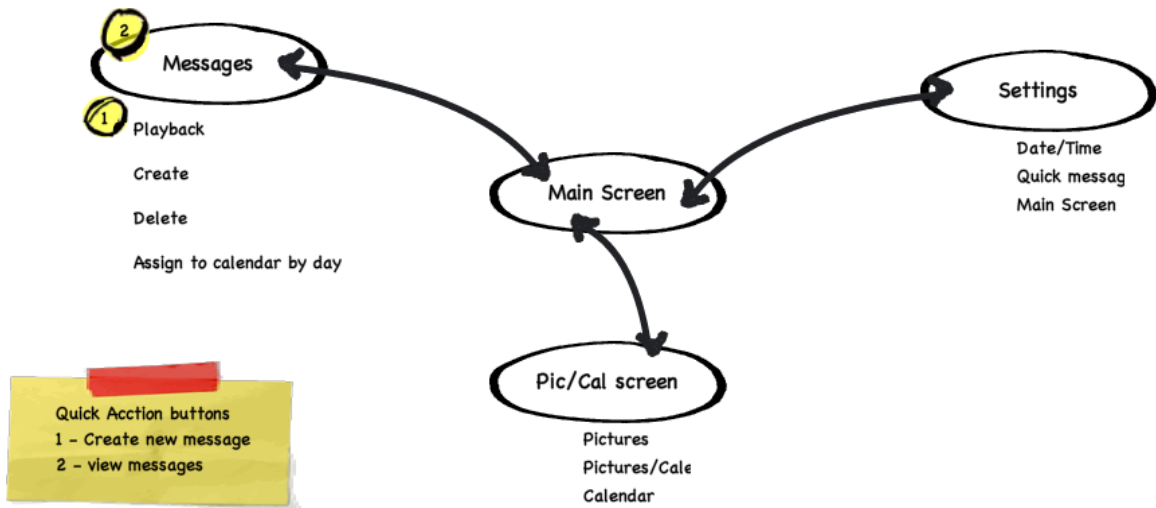 2
Messages
1
Playback
Create
Delete
Assign to calendar by day
Main Screen
Settings
Date/Time
Quick messag
Main Screen
Pic/Cal screen
Pictures
Pictures/Cale
Calendar
Quick Acction buttons
1 - Create new message
2 - view messages